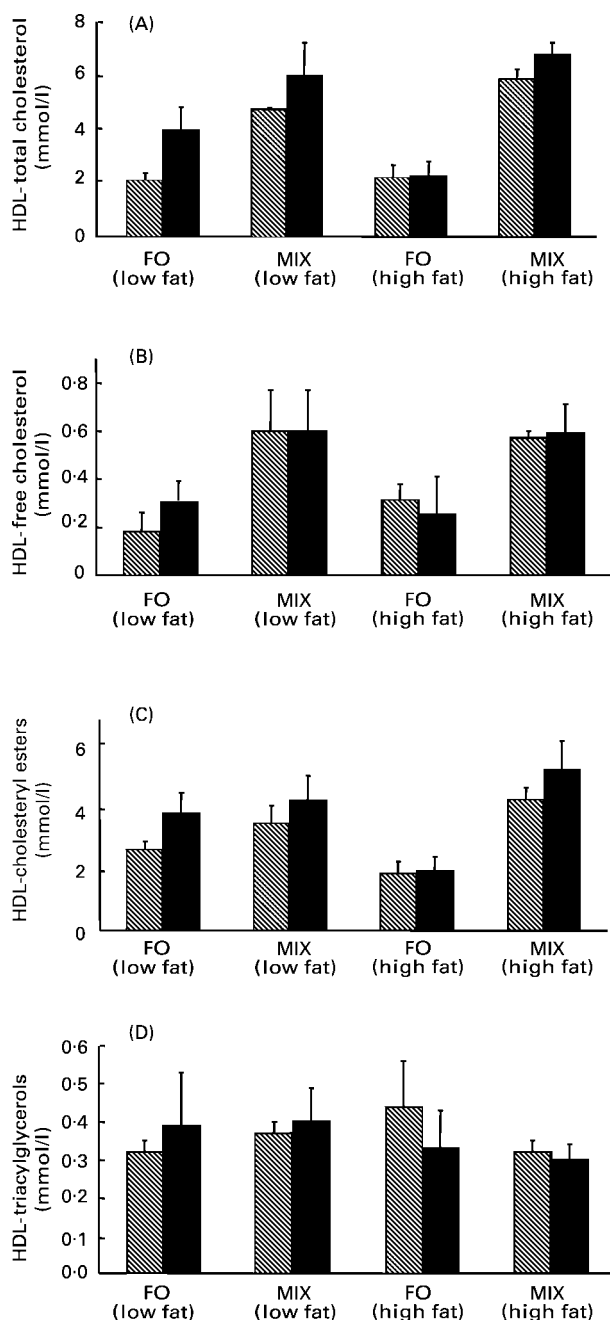 (A)
HDL-total cholesterol
(mmol/l)
8
6
4
2
0
FO MIX FO MIX
(low fat) (low fat) (high fat) (high fat)
(B)
HDL-free cholesterol
(mmol/l)
0·8
0·6
0·4
0·2
0
FO MIX FO MIX
(low fat) (low fat) (high fat) (high fat)
(C)
HDL-cholesteryl esters
(mmol/l)
6
4
2
0
FO MIX FO MIX
(low fat) (low fat) (high fat) (high fat)
(D)
HDL-triacylglycerols
(mmol/l)
0·6
0·5
0·4
0·3
0·2
0·1
0·0
FO MIX FO MIX
(low fat) (low fat) (high fat) (high fat)